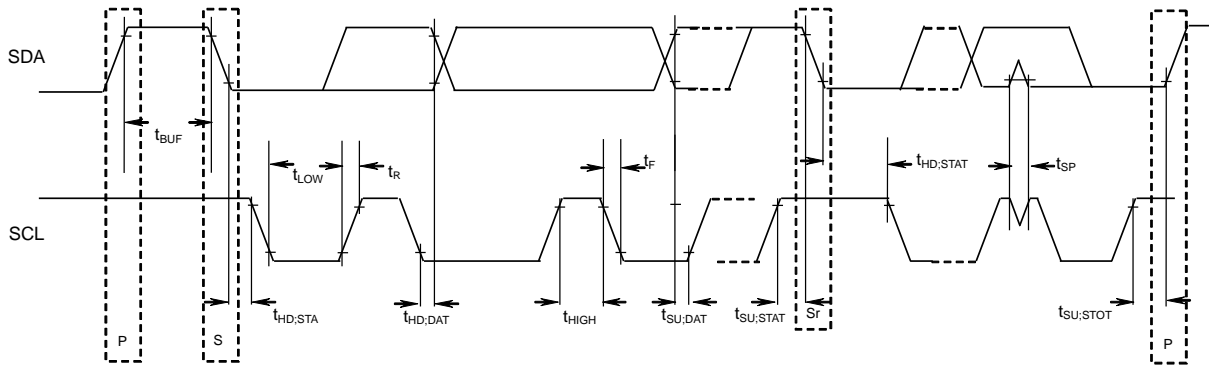 SDA
tBUF
tLOW
tR
tF
tHD;STAT
tSP
SCL
tHD;STA
tHD;DAT
tHIGH
tSU;DAT
tSU;STAT
Sr
tSU;STOT
P
S
P